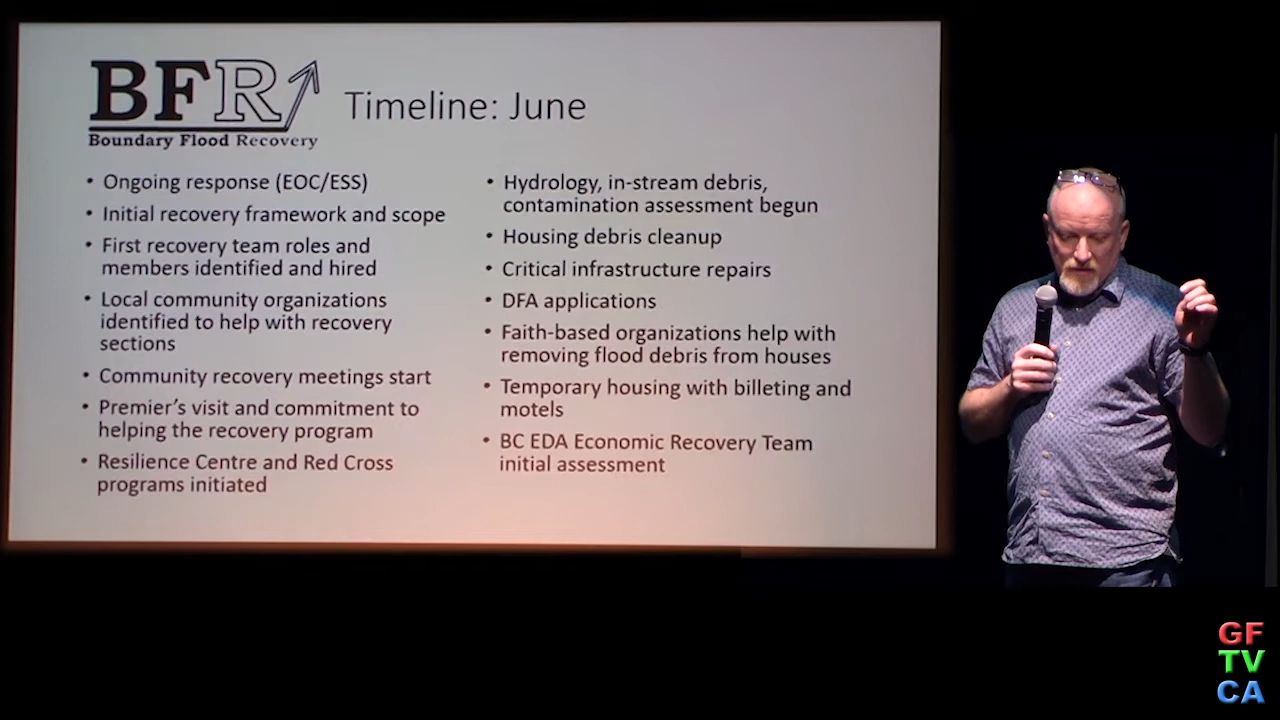 BFR
Boundary Flood Recovery
Timeline: June
• Ongoing response (EOC/ESS)
• Initial recovery framework and scope
• First recovery team roles and
members identified and hired
• Local community organizations
identified to help with recovery
sections
• Community recovery meetings start
• Premier's visit and commitment to
helping the recovery program
• Resilience Centre and Red Cross
programs initiated
• Hydrology, in-stream debris,
contamination assessment begun
• Housing debris cleanup
• Critical infrastructure repairs
• DFA applications
• Faith-based organizations help with
removing flood debris from houses
• Temporary housing with billeting and
motels
• BC EDA Economic Recovery Team
initial assessment
GF
TV
CA